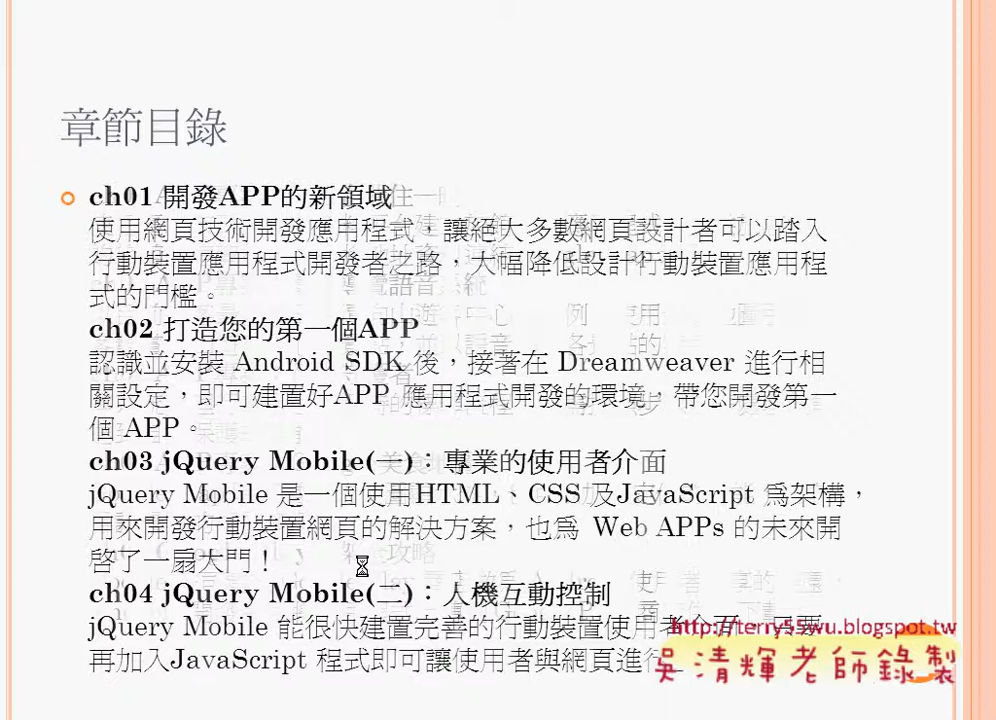 章節目錄
ch01 開發APP的新領域
使用網頁技術開發應用程式，讓絕大多數網頁設計者可以踏入
行動裝置應用程式開發者之路，大幅降低設計行動裝置應用程
式的門檻。
ch02 打造您的第一個APP
認識並安裝 Android SDK 後，接著在 Dreamweaver 進行相
關設定，即可建置好APP 應用程式開發的環境，帶您開發第一
個 APP。
ch03 jQuery Mobile(一)：專業的使用者介面
jQuery Mobile 是一個使用HTML、CSS 及JavaScript 為架構，
用來開發行動裝置網頁的解決方案，也為 Web APPs 的未來開
啓了一扇大門！
ch04 jQuery Mobile(二)：人機互動控制
jQuery Mobile 能很快建置完善的行動裝置使用者
http://terry55wu.blogspot.tw
再加入JavaScript 程式即可讓使用者與網頁進行
吳清輝老師錄製